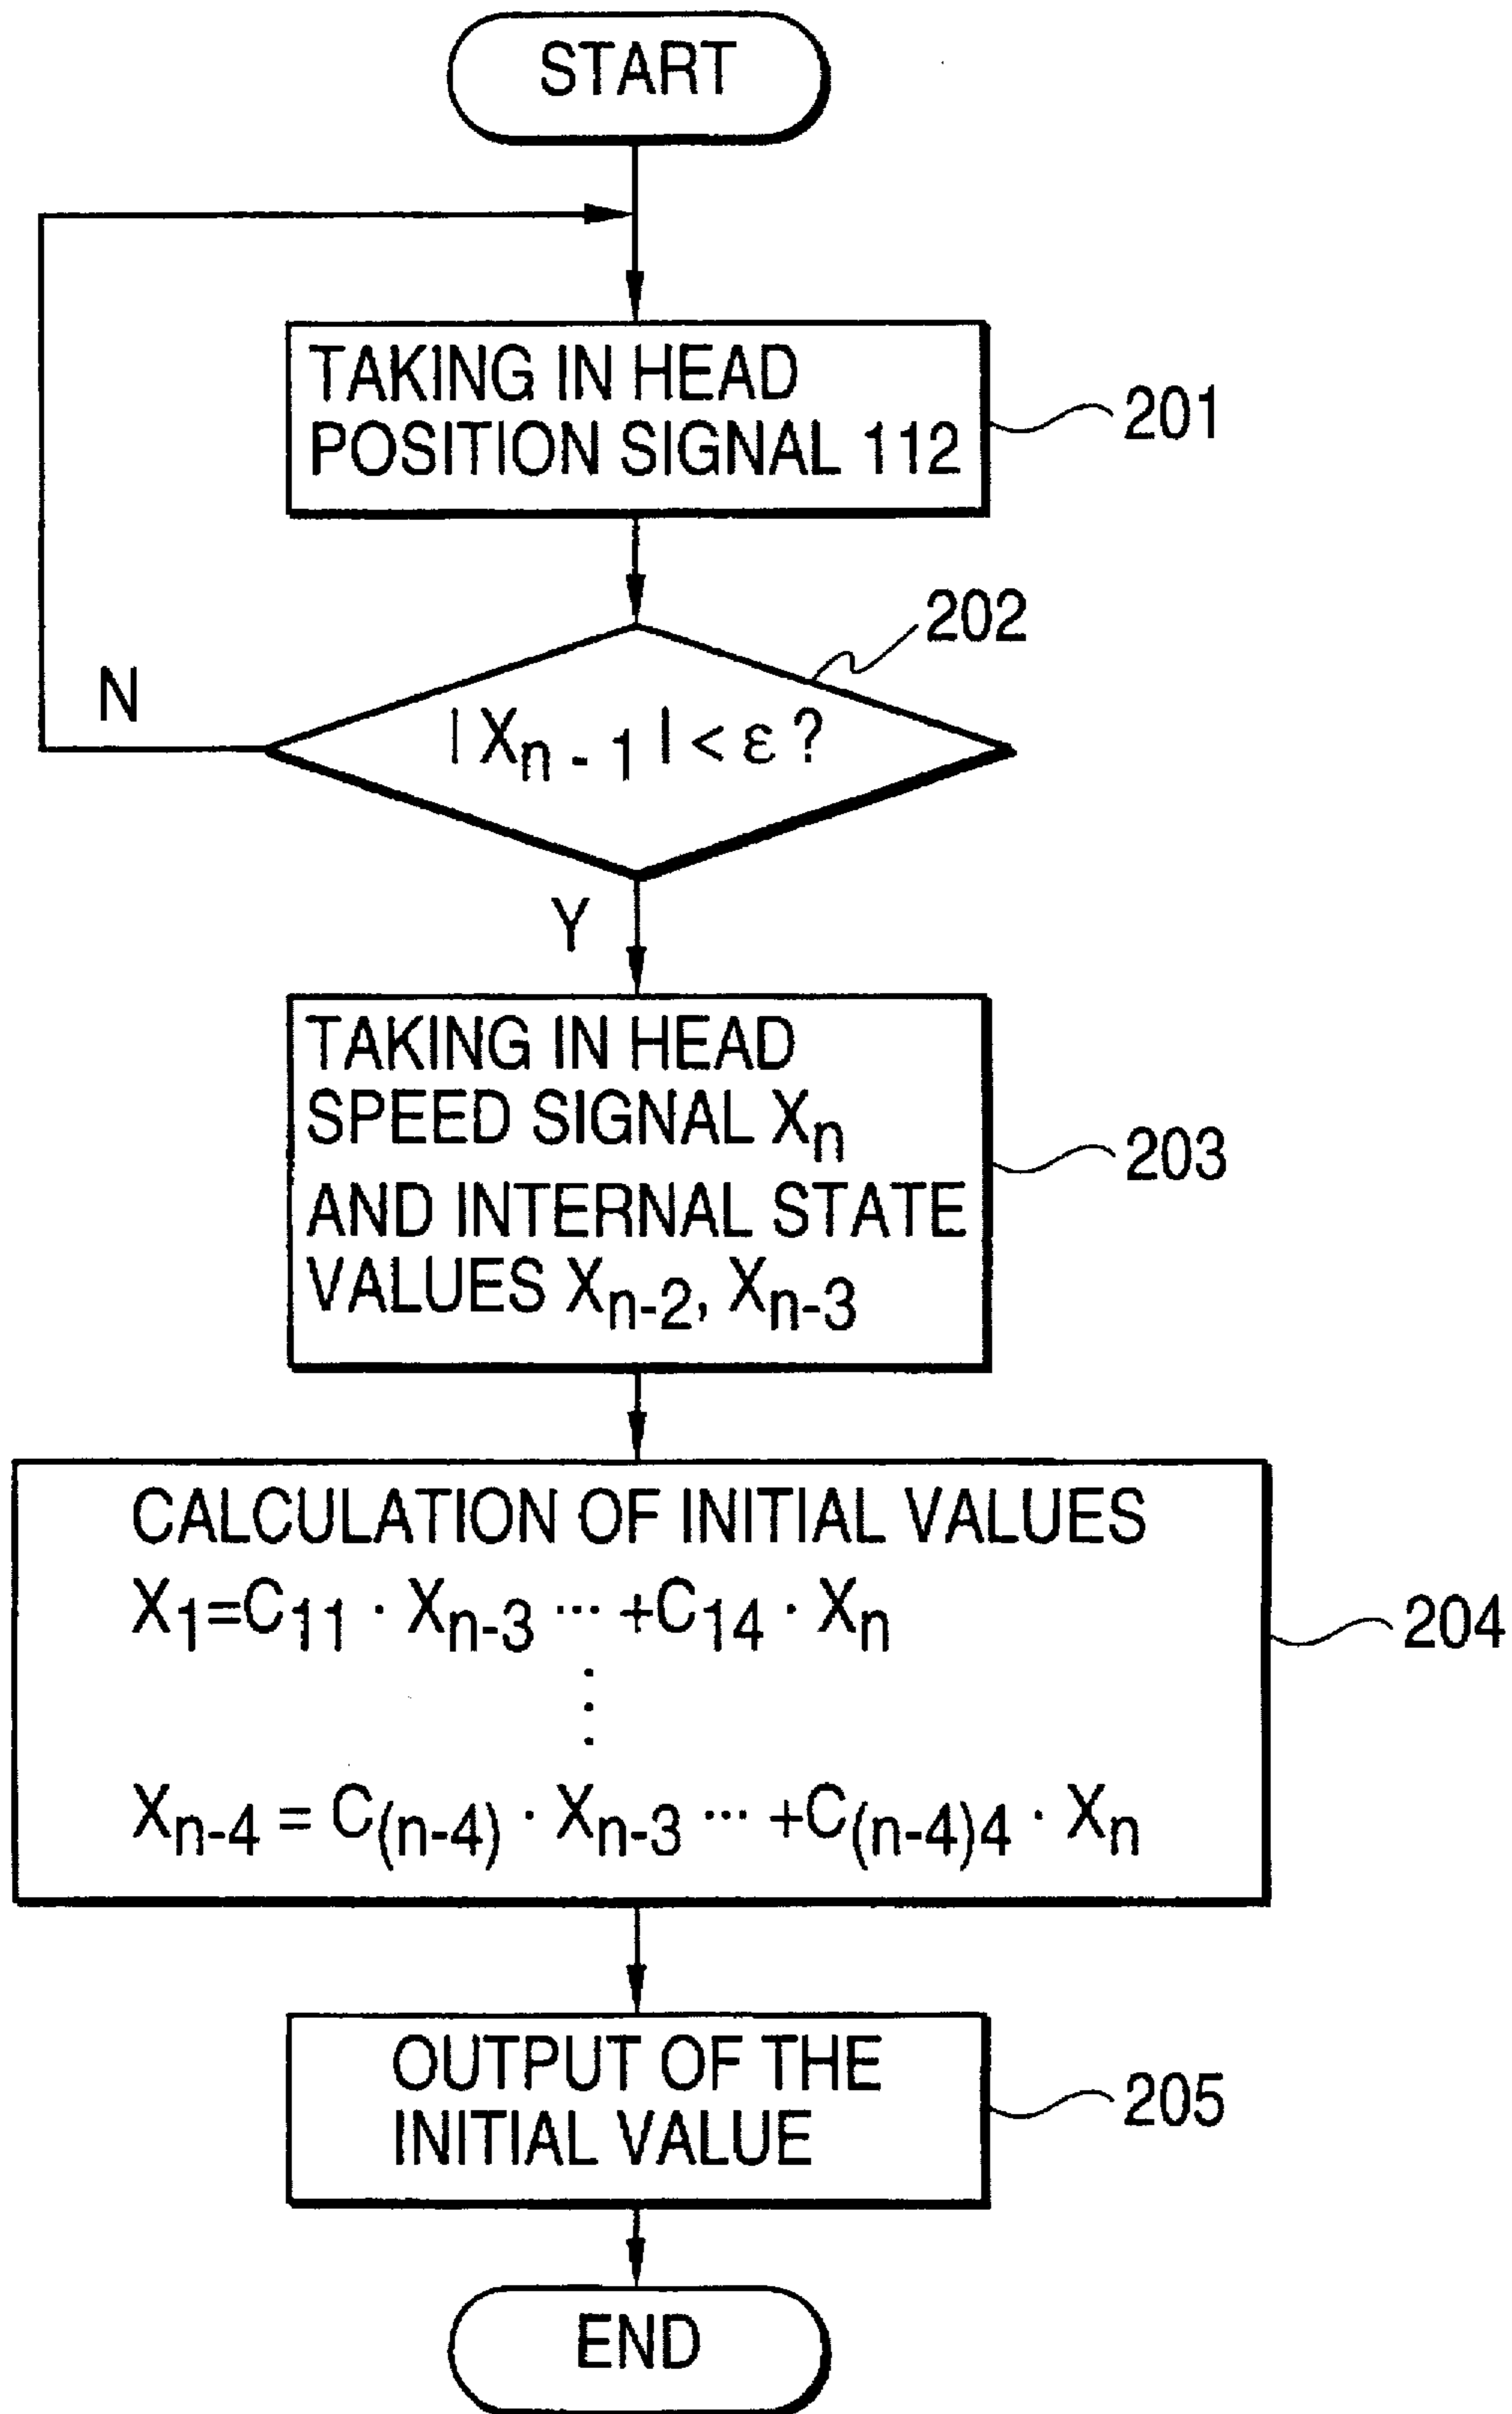 START
TAKING IN HEAD
POSITION SIGNAL 112
201
202
N
| Xn - 1 | < ε ?
Y
TAKING IN HEAD
SPEED SIGNAL Xn
AND INTERNAL STATE
VALUES Xn-2, Xn-3
203
CALCULATION OF INITIAL VALUES
X1=C11 · Xn-3 ··· +C14 · Xn
⋮
Xn-4 = C(n-4) · Xn-3 ··· +C(n-4)4 · Xn
204
OUTPUT OF THE
INITIAL VALUE
205
END